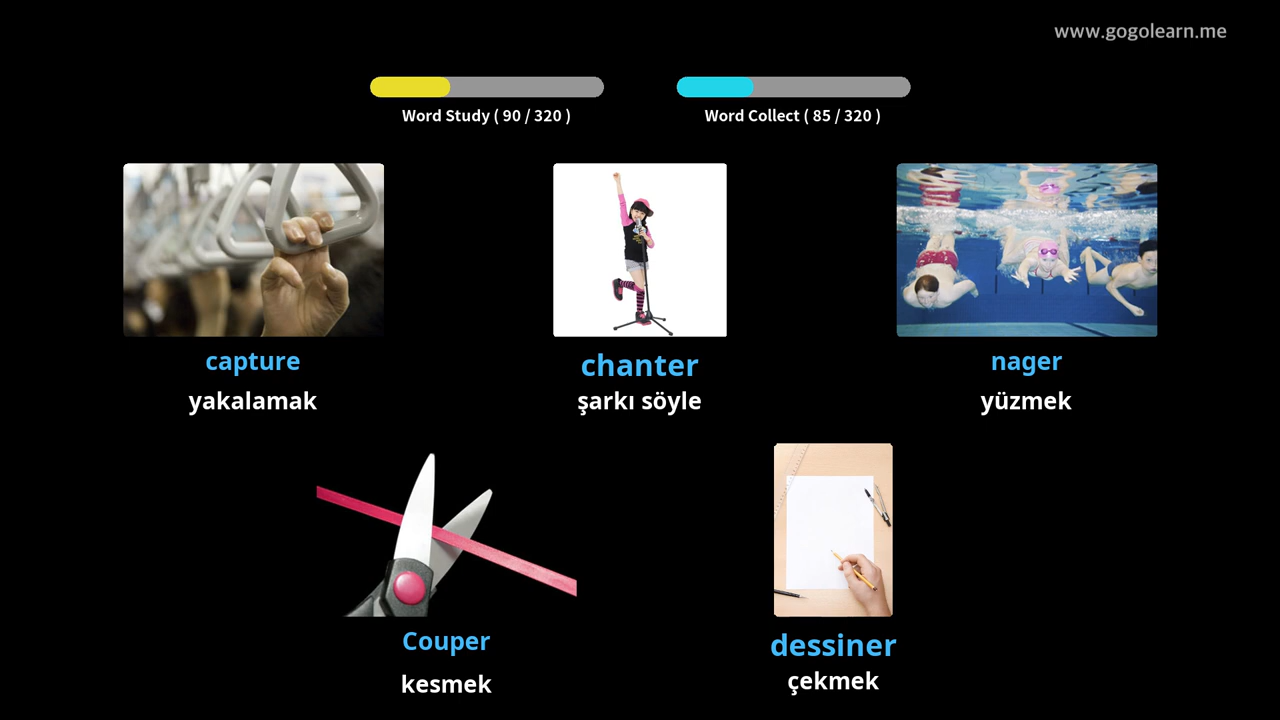 www.gogolearn.me
Word Study ( 90 / 320 )
Word Collect ( 85 / 320 )
capture
yakalamak
chanter
şarkı söyle
nager
yüzmek
Couper
kesmek
dessiner
çekmek